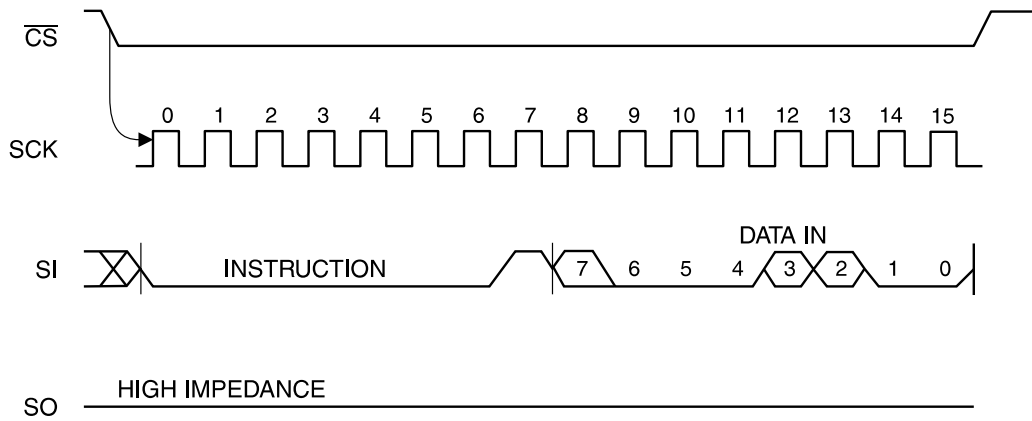 CS
0 1 2 3 4 5 6 7 8 9 10 11 12 13 14 15
SCK
DATA IN
SI INSTRUCTION 7 6 5 4 3 2 1 0
HIGH IMPEDANCE
SO